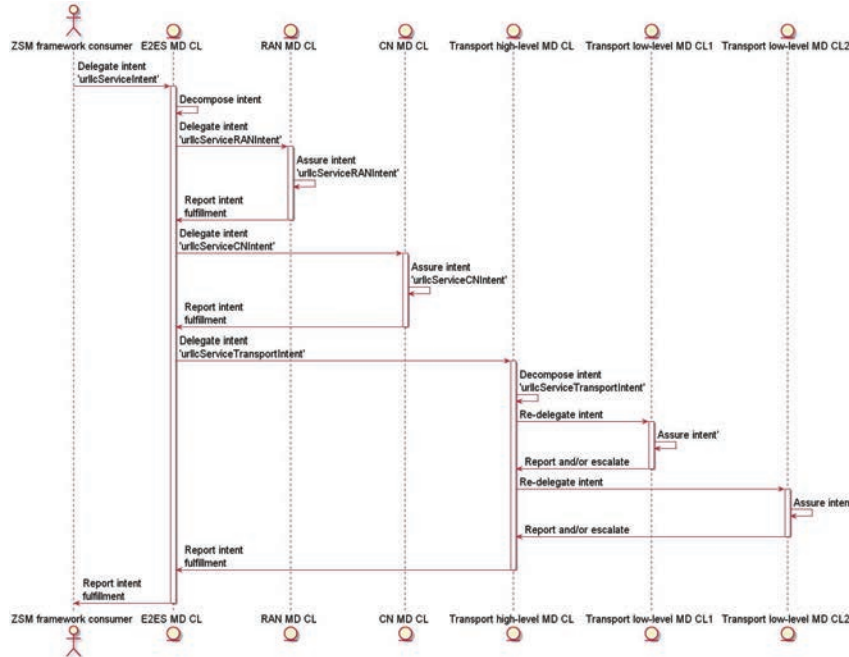 ZSM framework consumer
E2ES MD CL
RAN MD CL
CN MD CL
Transport high-level MD CL
Transport low-level MD CL1
Transport low-level MD CL2
Delegate intent
'urllcServiceIntent'
Decompose intent
Delegate intent
'urllcServiceRANIntent'
Assure intent
'urllcServiceRANIntent'
Report intent
fulfillment
Delegate intent
'urllcServiceCNIntent'
Assure intent
'urllcServiceCNIntent'
Report intent
fulfillment
Delegate intent
'urllcServiceTransportIntent'
Decompose intent
'urllcServiceTransportIntent'
Re-delegate intent
Assure intent'
Report and/or escalate
Re-delegate intent
Assure inten
Report and/or escalate
Report intent
fulfillment
Report intent
fulfillment
ZSM framework consumer
E2ES MD CL
RAN MD CL
CN MD CL
Transport high-level MD CL
Transport low-level MD CL1
Transport low-level MD CL2